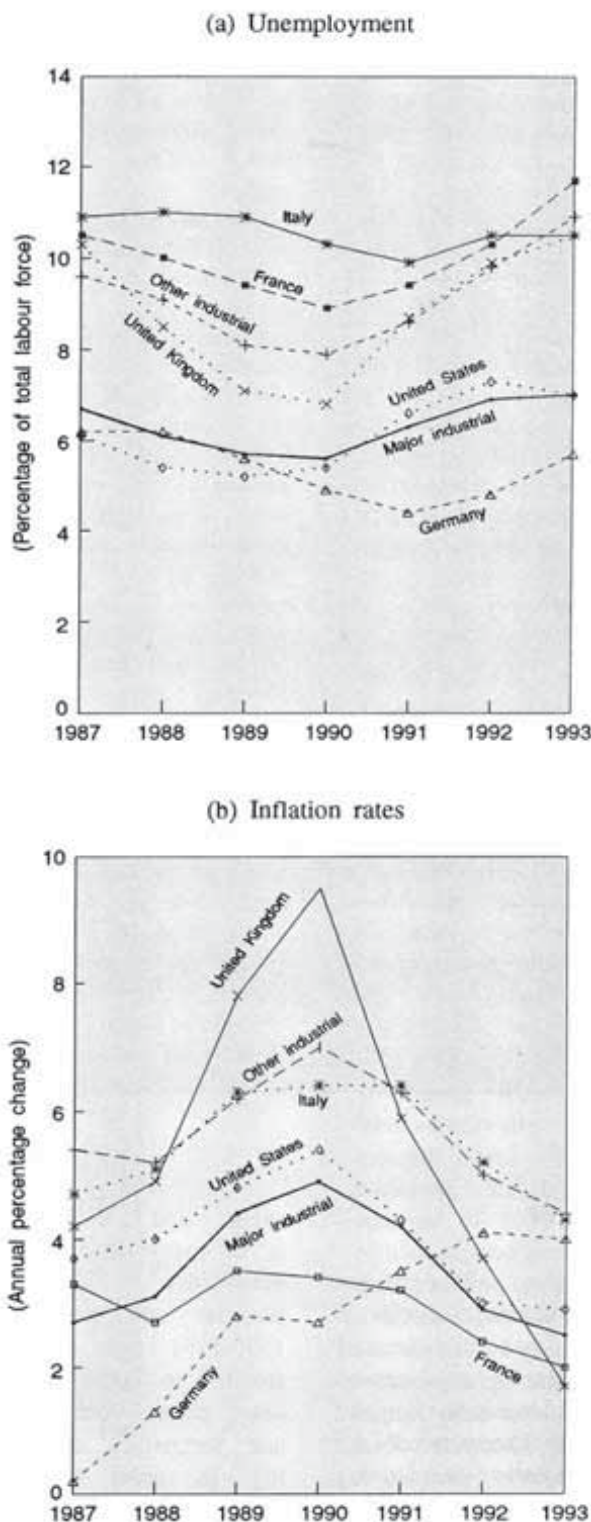 (a) Unemployment
(Percentage of total labour force)
14
12
10
8
6
4
2
0
Italy
France
Other industrial
United Kingdom
United States
Major industrial
Germany
1987 1988 1989 1990 1991 1992 1993
(b) Inflation rates
(Annual percentage change)
10
8
6
4
2
0
United Kingdom
Other industrial
Italy
United States
Major industrial
France
Germany
1987 1988 1989 1990 1991 1992 1993